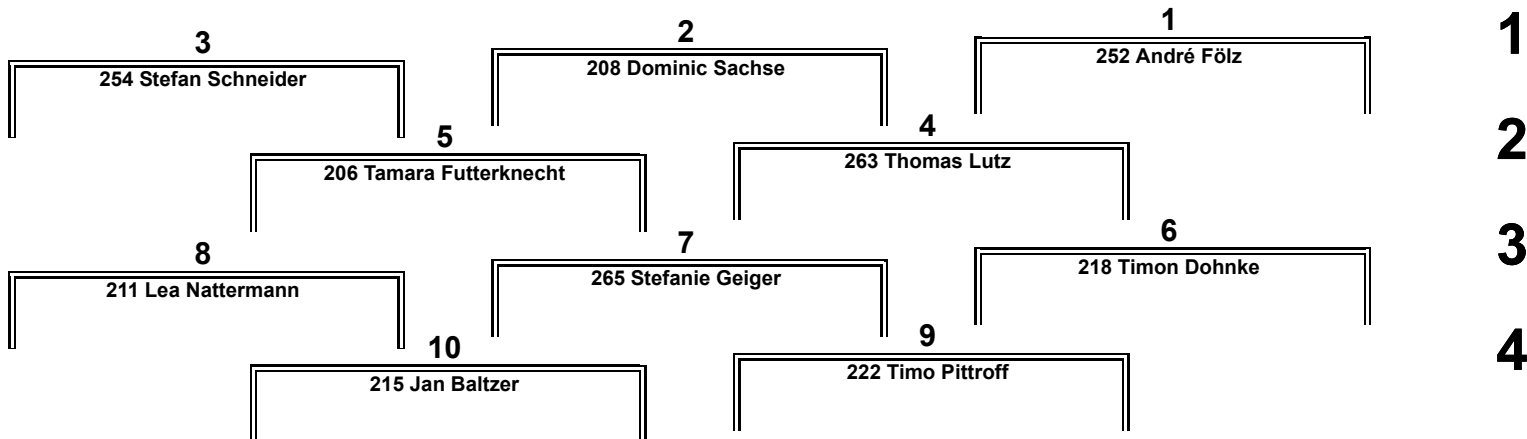 3 2 1 1
254 Stefan Schneider 208 Dominic Sachse 252 André Fölz
5 4 2
206 Tamara Futterknecht 263 Thomas Lutz
8 7 6 3
211 Lea Nattermann 265 Stefanie Geiger 218 Timon Dohnke
10 9 4
215 Jan Baltzer 222 Timo Pittroff